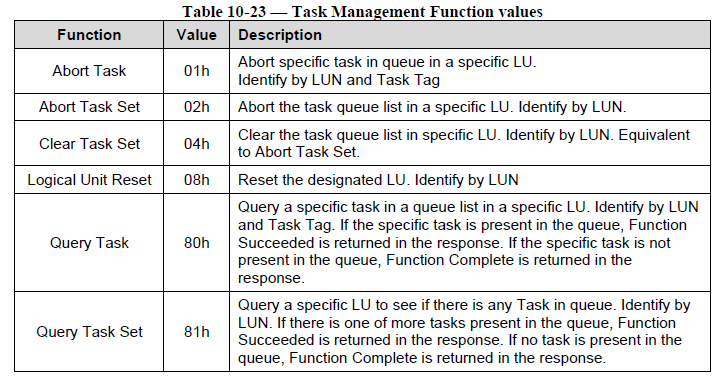 Table 10-23 — Task Management Function values
Function Value Description
Abort Task 01h Abort specific task in queue in a specific LU.
Identify by LUN and Task Tag
Abort Task Set 02h Abort the task queue list in a specific LU. Identify by LUN.
Clear Task Set 04h Clear the task queue list in specific LU. Identify by LUN. Equivalent
to Abort Task Set.
Logical Unit Reset 08h Reset the designated LU. Identify by LUN
Query Task 80h Query a specific task in a queue list in a specific LU. Identify by LUN
and Task Tag. If the specific task is present in the queue, Function
Succeeded is returned in the response. If the specific task is not
present in the queue, Function Complete is returned in the
response.
Query Task Set 81h Query a specific LU to see if there is any Task in queue. Identify by
LUN. If there is one of more tasks present in the queue, Function
Succeeded is returned in the response. If no task is present in the
queue, Function Complete is returned in the response.